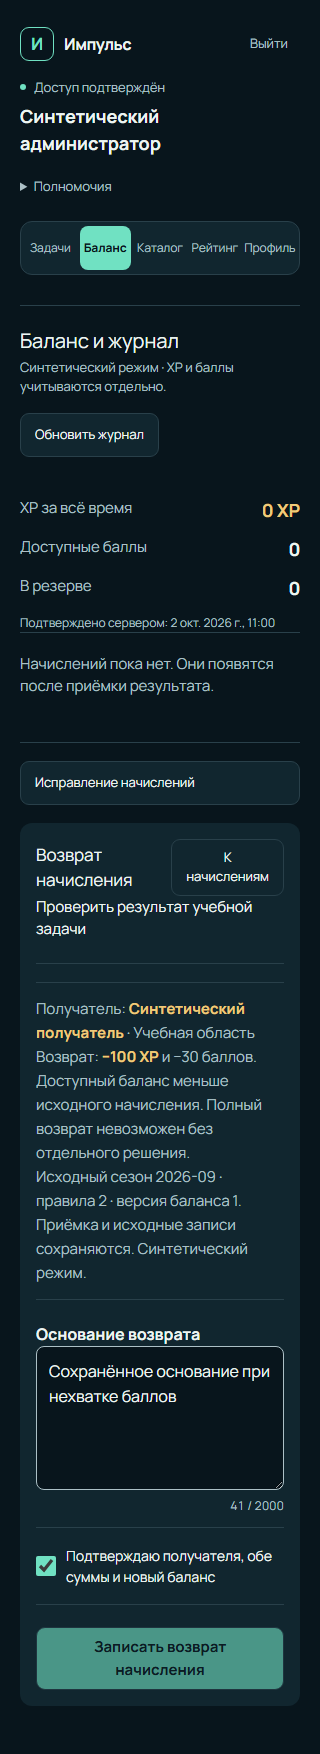 И Импульс Выйти
Доступ подтверждён
Синтетический
администратор
Полномочия
Задачи Баланс Каталог Рейтинг Профиль
Баланс и журнал
Синтетический режим · XP и баллы
учитываются отдельно.
Обновить журнал
XP за всё время 0 XP
Доступные баллы 0
В резерве 0
Подтверждено сервером: 2 окт. 2026 г., 11:00
Начислений пока нет. Они появятся
после приёмки результата.
Исправление начислений
Возврат
начисления
К
начислениям
Проверить результат учебной
задачи
Получатель: Синтетический
получатель · Учебная область
Возврат: −100 XP и −30 баллов.
Доступный баланс меньше
исходного начисления. Полный
возврат невозможен без
отдельного решения.
Исходный сезон 2026-09 ·
правила 2 · версия баланса 1.
Приёмка и исходные записи
сохраняются. Синтетический
режим.
Основание возврата
Сохранённое основание при
нехватке баллов
41 / 2000
Подтверждаю получателя, обе
суммы и новый баланс
Записать возврат
начисления